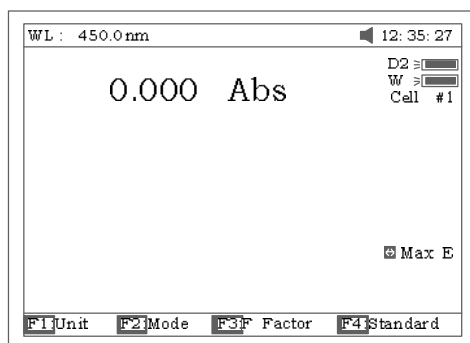 WL: 450.0nm 12:35:27
D2
0.000 Abs
W
Cell #1
Max E
F1:Unit F2:Mode F3:F Factor F4:Standard